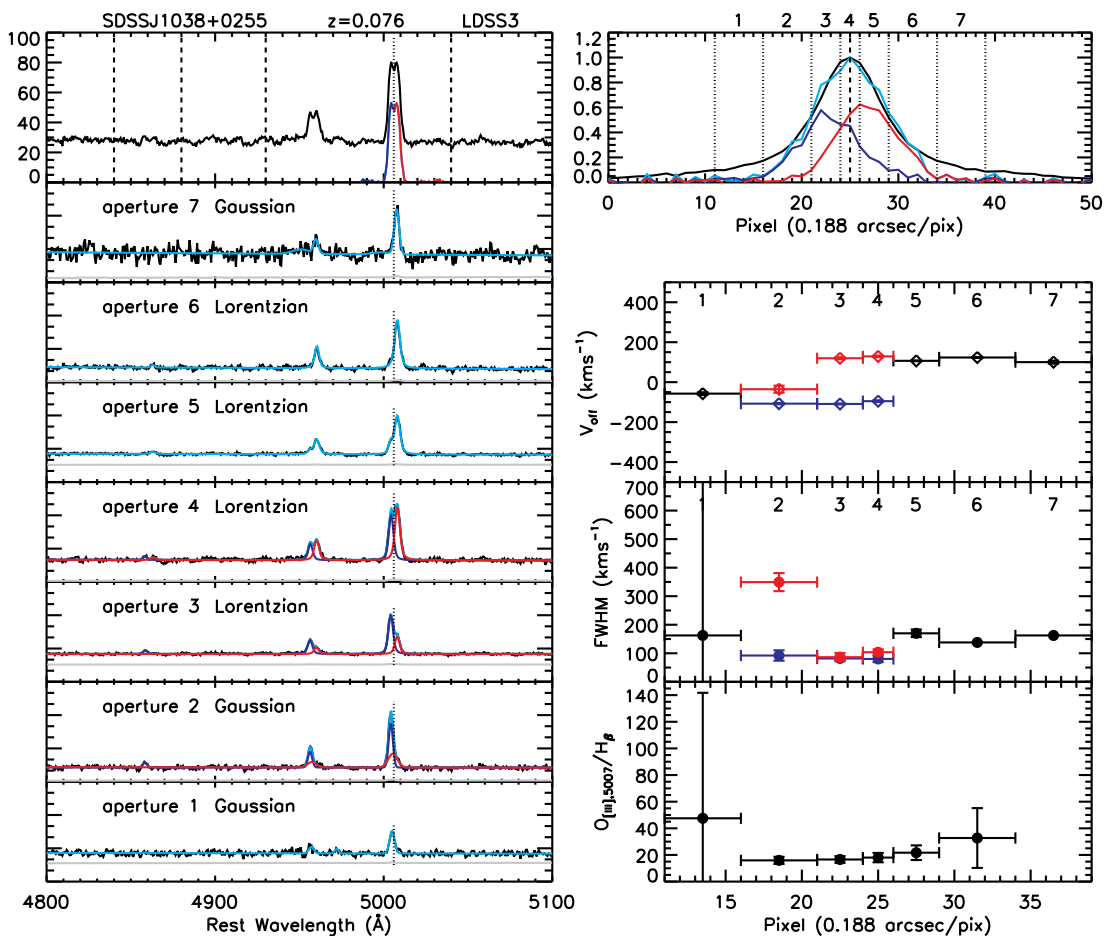 SDSSJ1038+0255 z=0.076 LDSS3
100
80
60
40
20
0
aperture 7 Gaussian
aperture 6 Lorentzian
aperture 5 Lorentzian
aperture 4 Lorentzian
aperture 3 Lorentzian
aperture 2 Gaussian
aperture 1 Gaussian
4800 4900 5000 5100
Rest Wavelength (Å)
1 2 3 4 5 6 7
1.2
1.0
0.8
0.6
0.4
0.2
0.0
0 10 20 30 40 50
Pixel (0.188 arcsec/pix)
1 2 3 4 5 6 7
400
200
0
-200
-400
V_off (kms⁻¹)
1 2 3 4 5 6 7
700
600
500
400
300
200
100
0
FWHM (kms⁻¹)
140
120
100
80
60
40
20
0
O_[III],5007/H_β
15 20 25 30 35
Pixel (0.188 arcsec/pix)